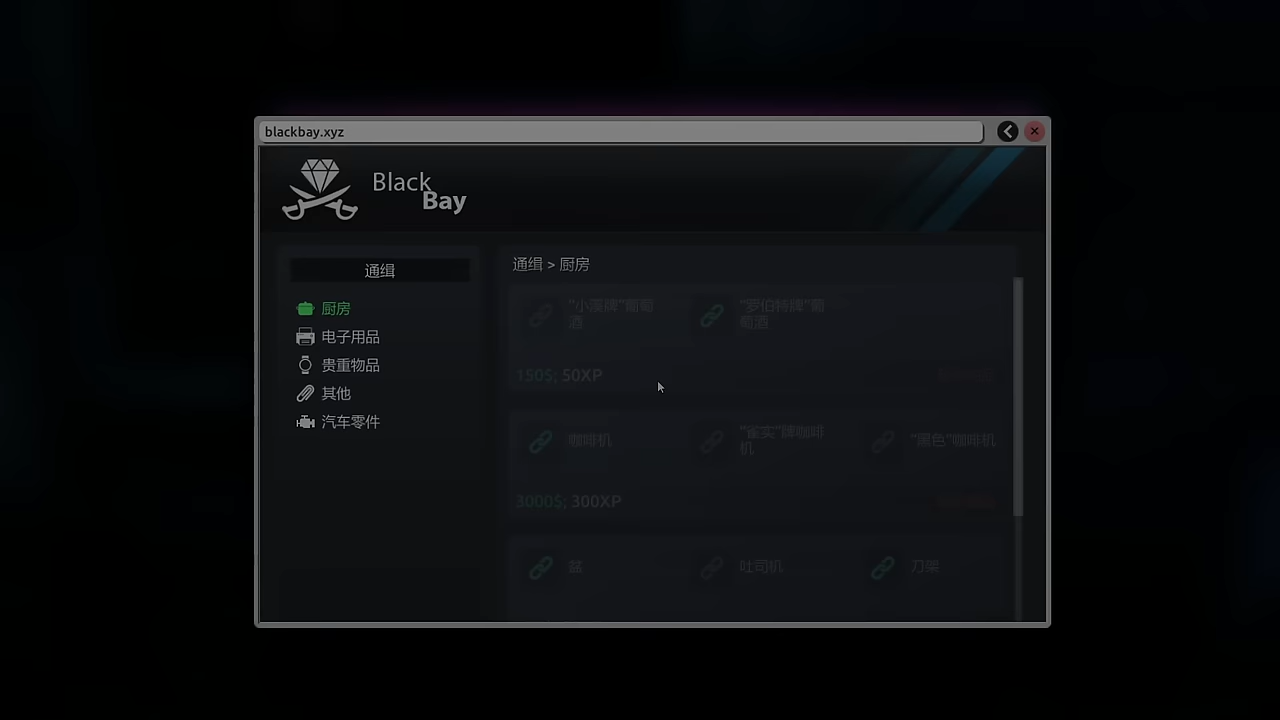 blackbay.xyz
Black
Bay
通缉
通缉 > 厨房
厨房
电子用品
贵重物品
其他
汽车零件
"小溪牌"葡萄
酒
"罗伯特牌"葡
萄酒
150$; 50XP
咖啡机
"雀实"牌咖啡
机
"黑色"咖啡机
3000$; 300XP
盆
吐司机
刀架